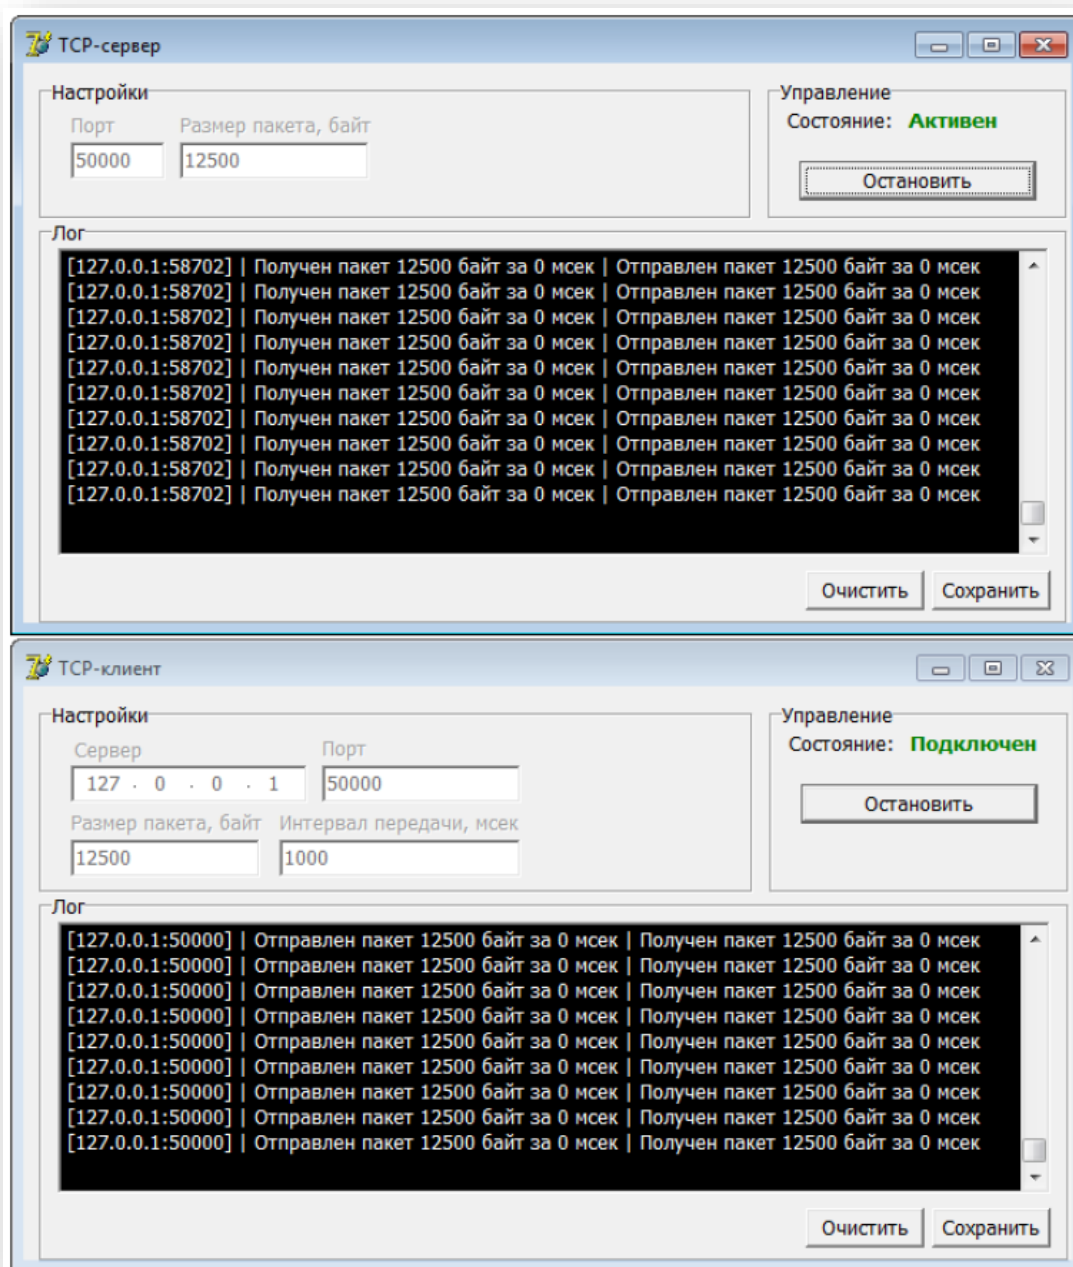 TCP-сервер
Настройки
Управление
Порт Размер пакета, байт
Состояние: Активен
50000 12500
Остановить
Лог
[127.0.0.1:58702] | Получен пакет 12500 байт за 0 мсек | Отправлен пакет 12500 байт за 0 мсек
[127.0.0.1:58702] | Получен пакет 12500 байт за 0 мсек | Отправлен пакет 12500 байт за 0 мсек
[127.0.0.1:58702] | Получен пакет 12500 байт за 0 мсек | Отправлен пакет 12500 байт за 0 мсек
[127.0.0.1:58702] | Получен пакет 12500 байт за 0 мсек | Отправлен пакет 12500 байт за 0 мсек
[127.0.0.1:58702] | Получен пакет 12500 байт за 0 мсек | Отправлен пакет 12500 байт за 0 мсек
[127.0.0.1:58702] | Получен пакет 12500 байт за 0 мсек | Отправлен пакет 12500 байт за 0 мсек
[127.0.0.1:58702] | Получен пакет 12500 байт за 0 мсек | Отправлен пакет 12500 байт за 0 мсек
[127.0.0.1:58702] | Получен пакет 12500 байт за 0 мсек | Отправлен пакет 12500 байт за 0 мсек
[127.0.0.1:58702] | Получен пакет 12500 байт за 0 мсек | Отправлен пакет 12500 байт за 0 мсек
[127.0.0.1:58702] | Получен пакет 12500 байт за 0 мсек | Отправлен пакет 12500 байт за 0 мсек
Очистить Сохранить
TCP-клиент
Настройки
Управление
Сервер Порт
Состояние: Подключен
127 . 0 . 0 . 1 50000
Остановить
Размер пакета, байт Интервал передачи, мсек
12500 1000
Лог
[127.0.0.1:50000] | Отправлен пакет 12500 байт за 0 мсек | Получен пакет 12500 байт за 0 мсек
[127.0.0.1:50000] | Отправлен пакет 12500 байт за 0 мсек | Получен пакет 12500 байт за 0 мсек
[127.0.0.1:50000] | Отправлен пакет 12500 байт за 0 мсек | Получен пакет 12500 байт за 0 мсек
[127.0.0.1:50000] | Отправлен пакет 12500 байт за 0 мсек | Получен пакет 12500 байт за 0 мсек
[127.0.0.1:50000] | Отправлен пакет 12500 байт за 0 мсек | Получен пакет 12500 байт за 0 мсек
[127.0.0.1:50000] | Отправлен пакет 12500 байт за 0 мсек | Получен пакет 12500 байт за 0 мсек
[127.0.0.1:50000] | Отправлен пакет 12500 байт за 0 мсек | Получен пакет 12500 байт за 0 мсек
[127.0.0.1:50000] | Отправлен пакет 12500 байт за 0 мсек | Получен пакет 12500 байт за 0 мсек
[127.0.0.1:50000] | Отправлен пакет 12500 байт за 0 мсек | Получен пакет 12500 байт за 0 мсек
Очистить Сохранить